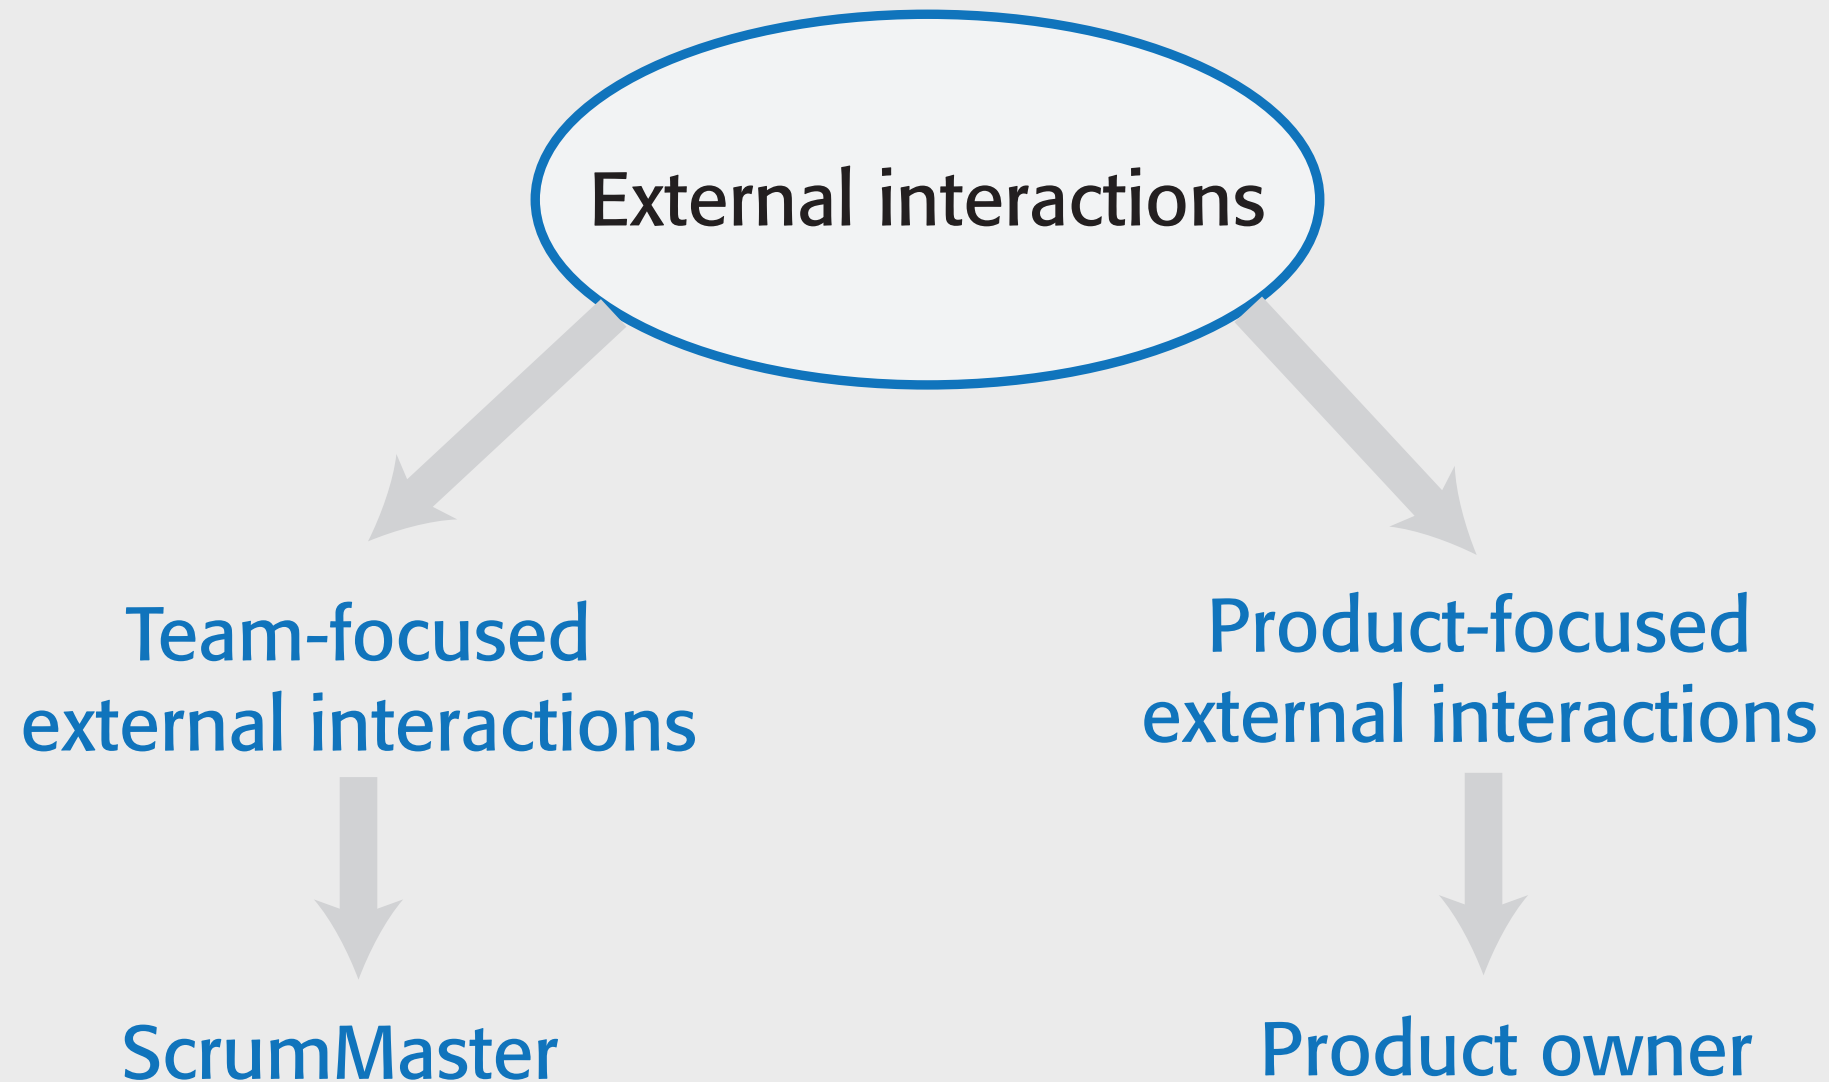 External interactions
Team-focused
external interactions
Product-focused
external interactions
ScrumMaster
Product owner